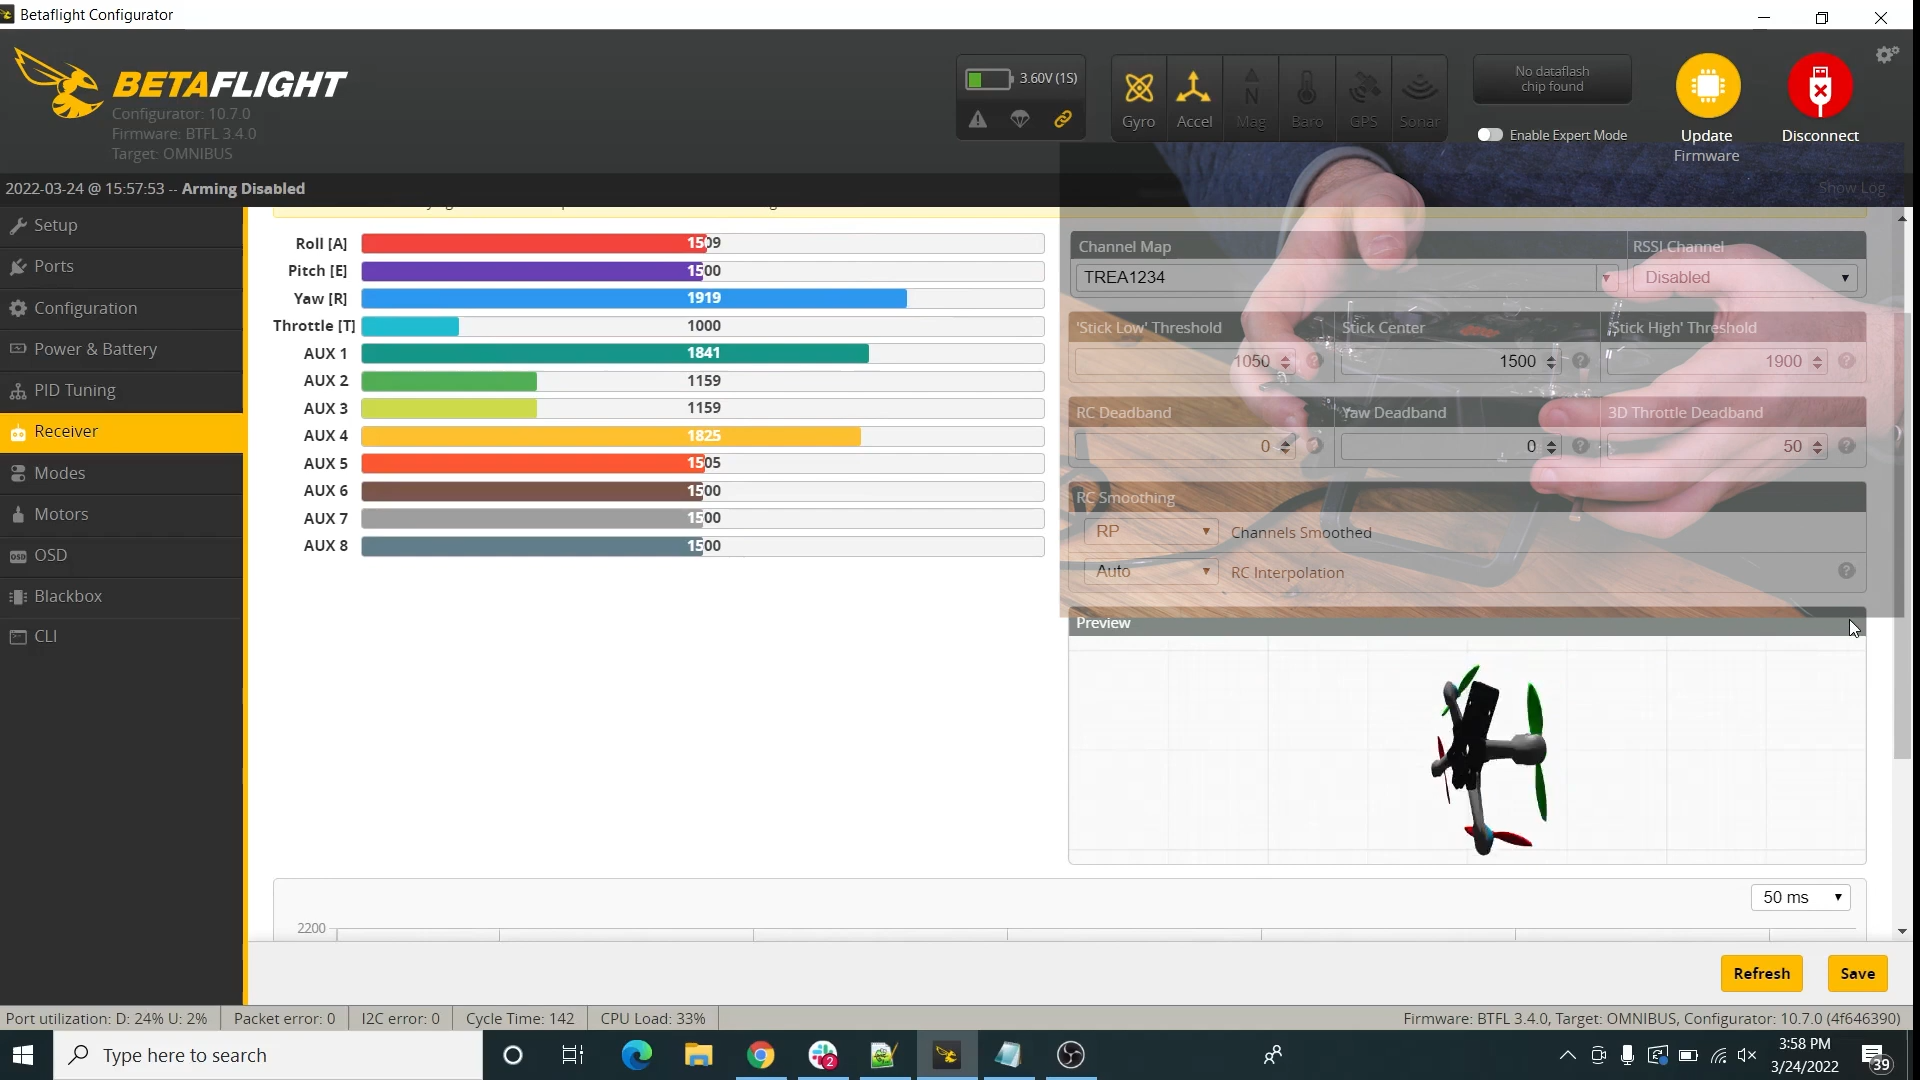 Betaflight Configurator
BETAFLIGHT
Configurator: 10.7.0
Firmware: BTFL 3.4.0
Target: OMNIBUS
3.60V (1S)
Gyro
Accel
Mag
Baro
GPS
Sonar
No dataflash
chip found
Enable Expert Mode
Update
Firmware
Disconnect
2022-03-24 @ 15:57:53 -- Arming Disabled
Show Log
Setup
Ports
Configuration
Power & Battery
PID Tuning
Receiver
Modes
Motors
OSD
OSD
Blackbox
CLI
Roll [A] 1509
Pitch [E] 1500
Yaw [R] 1919
Throttle [T] 1000
AUX 1 1841
AUX 2 1159
AUX 3 1159
AUX 4 1825
AUX 5 1505
AUX 6 1500
AUX 7 1500
AUX 8 1500
Channel Map
RSSI Channel
TREA1234
Disabled
'Stick Low' Threshold
Stick Center
'Stick High' Threshold
1050
1500
1900
RC Deadband
Yaw Deadband
3D Throttle Deadband
0
0
50
RC Smoothing
RP Channels Smoothed
Auto RC Interpolation
Preview
50 ms
2200
Refresh
Save
Port utilization: D: 24% U: 2%
Packet error: 0
I2C error: 0
Cycle Time: 142
CPU Load: 33%
Firmware: BTFL 3.4.0, Target: OMNIBUS, Configurator: 10.7.0 (4f646390)
Type here to search
2
3:58 PM
3/24/2022
39